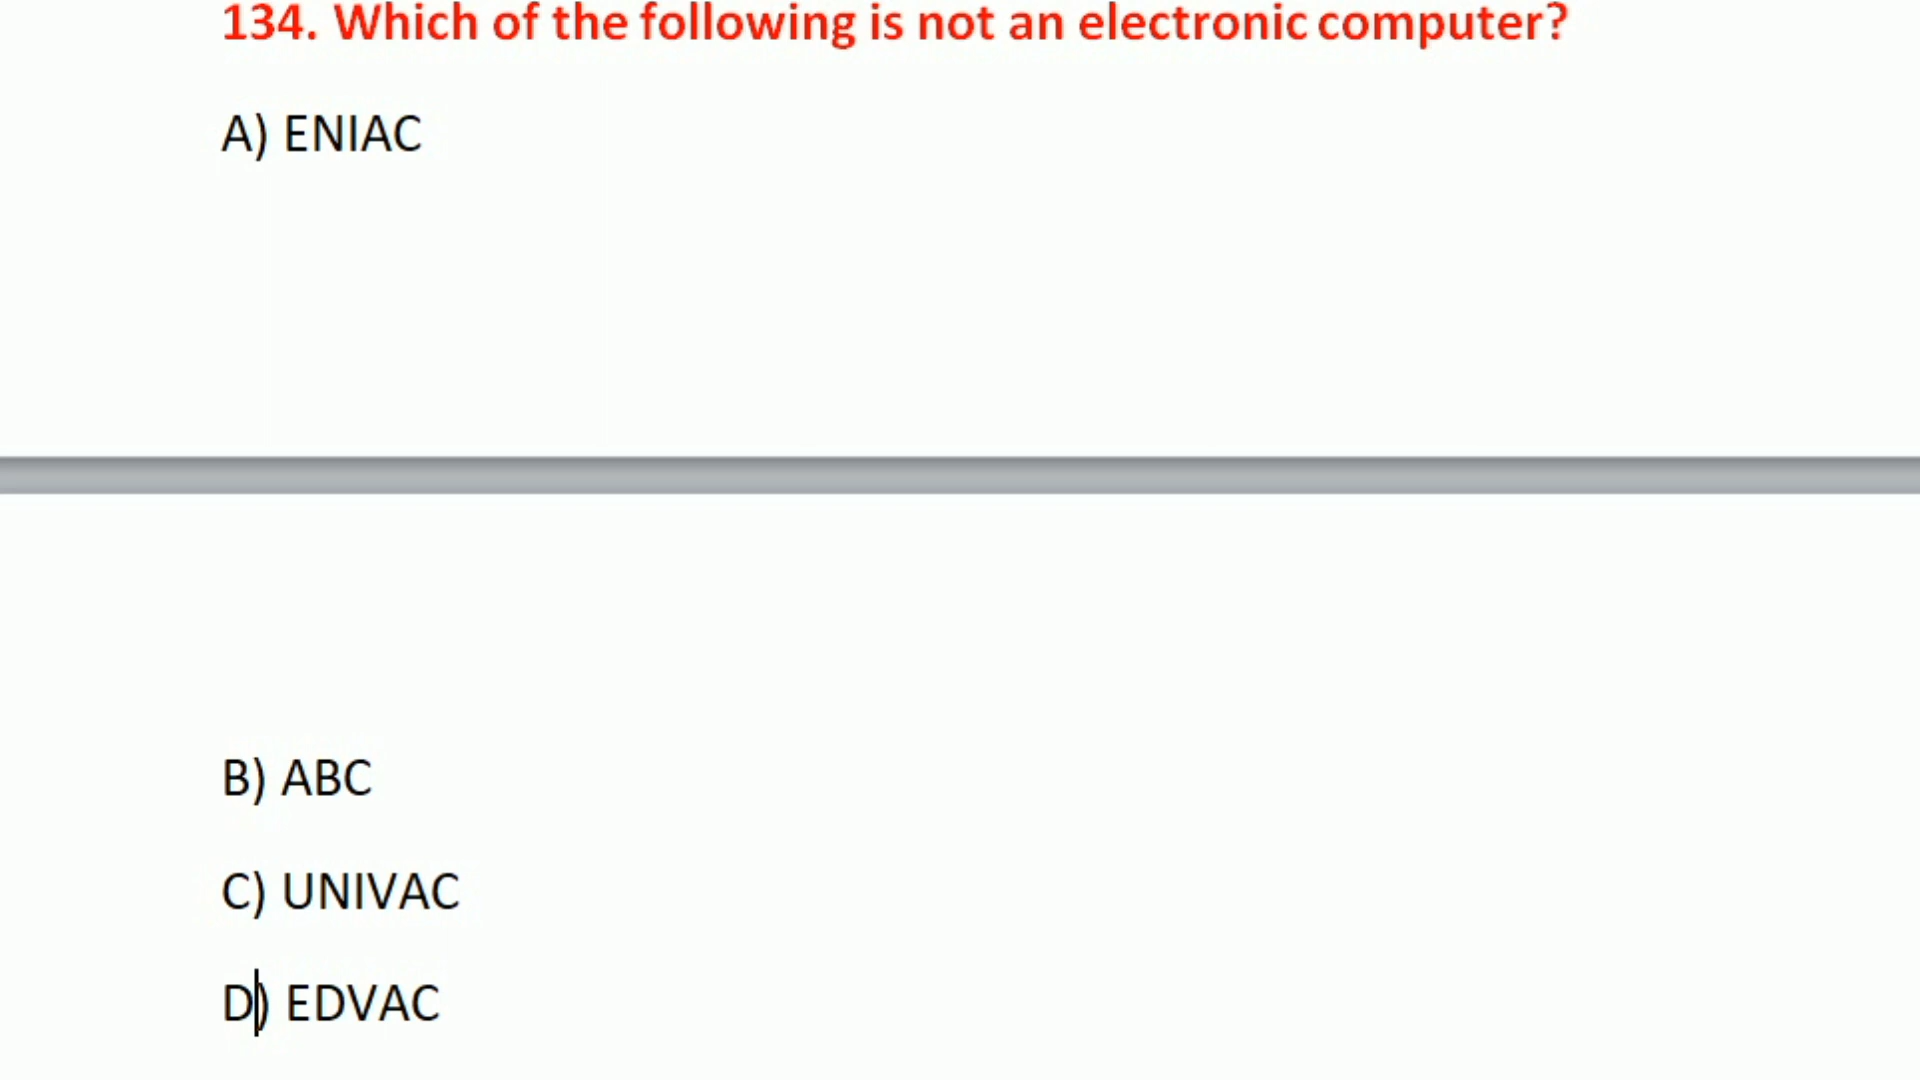 134. Which of the following is not an electronic computer?
A) ENIAC
B) ABC
C) UNIVAC
D) EDVAC